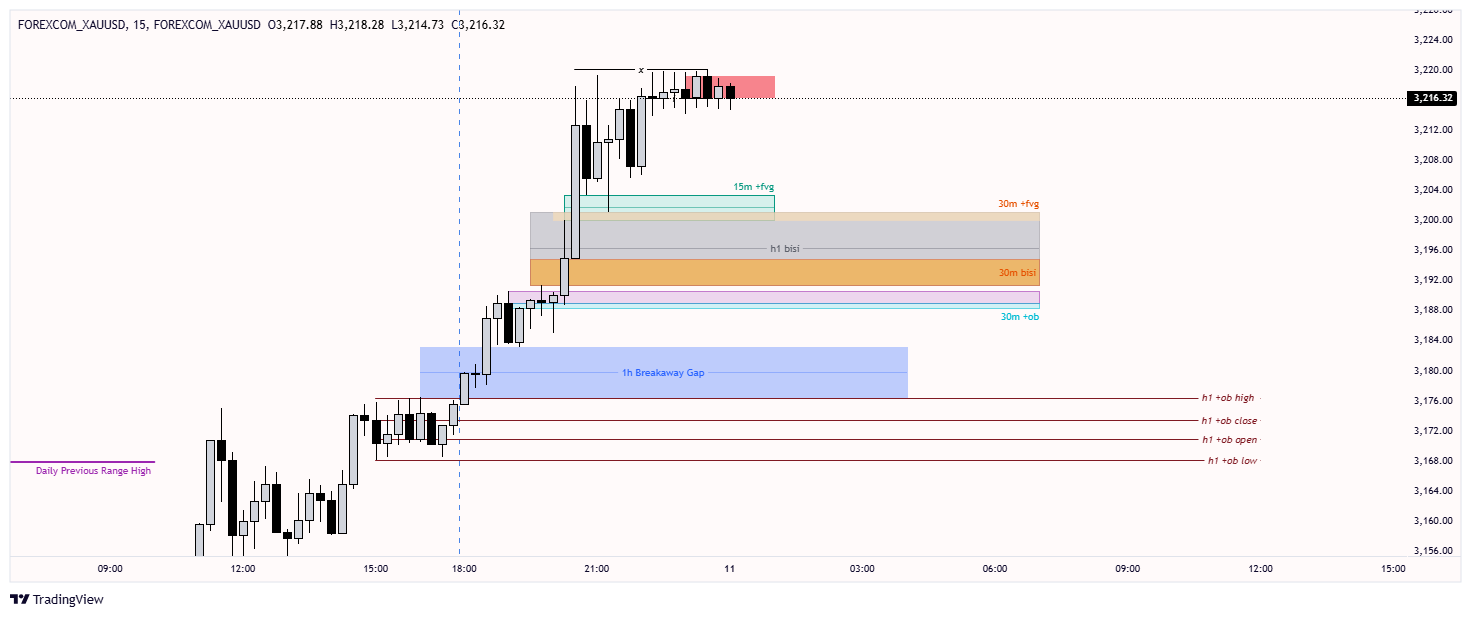 FOREXCOM_XAUUSD, 15, FOREXCOM_XAUUSD O3,217.88 H3,218.28 L3,214.73 C3,216.32
3,228.00
3,224.00
x
3,220.00
3,216.32
3,212.00
3,208.00
15m +fvg
3,204.00
30m +fvg
3,200.00
h1 bisi
3,196.00
30m bisi
3,192.00
3,188.00
30m +ob
3,184.00
1h Breakaway Gap
3,180.00
h1 +ob high
3,176.00
h1 +ob close
3,172.00
h1 +ob open
h1 +ob low
3,168.00
Daily Previous Range High
3,164.00
3,160.00
3,156.00
09:00 12:00 15:00 18:00 21:00 11 03:00 06:00 09:00 12:00 15:00
TradingView